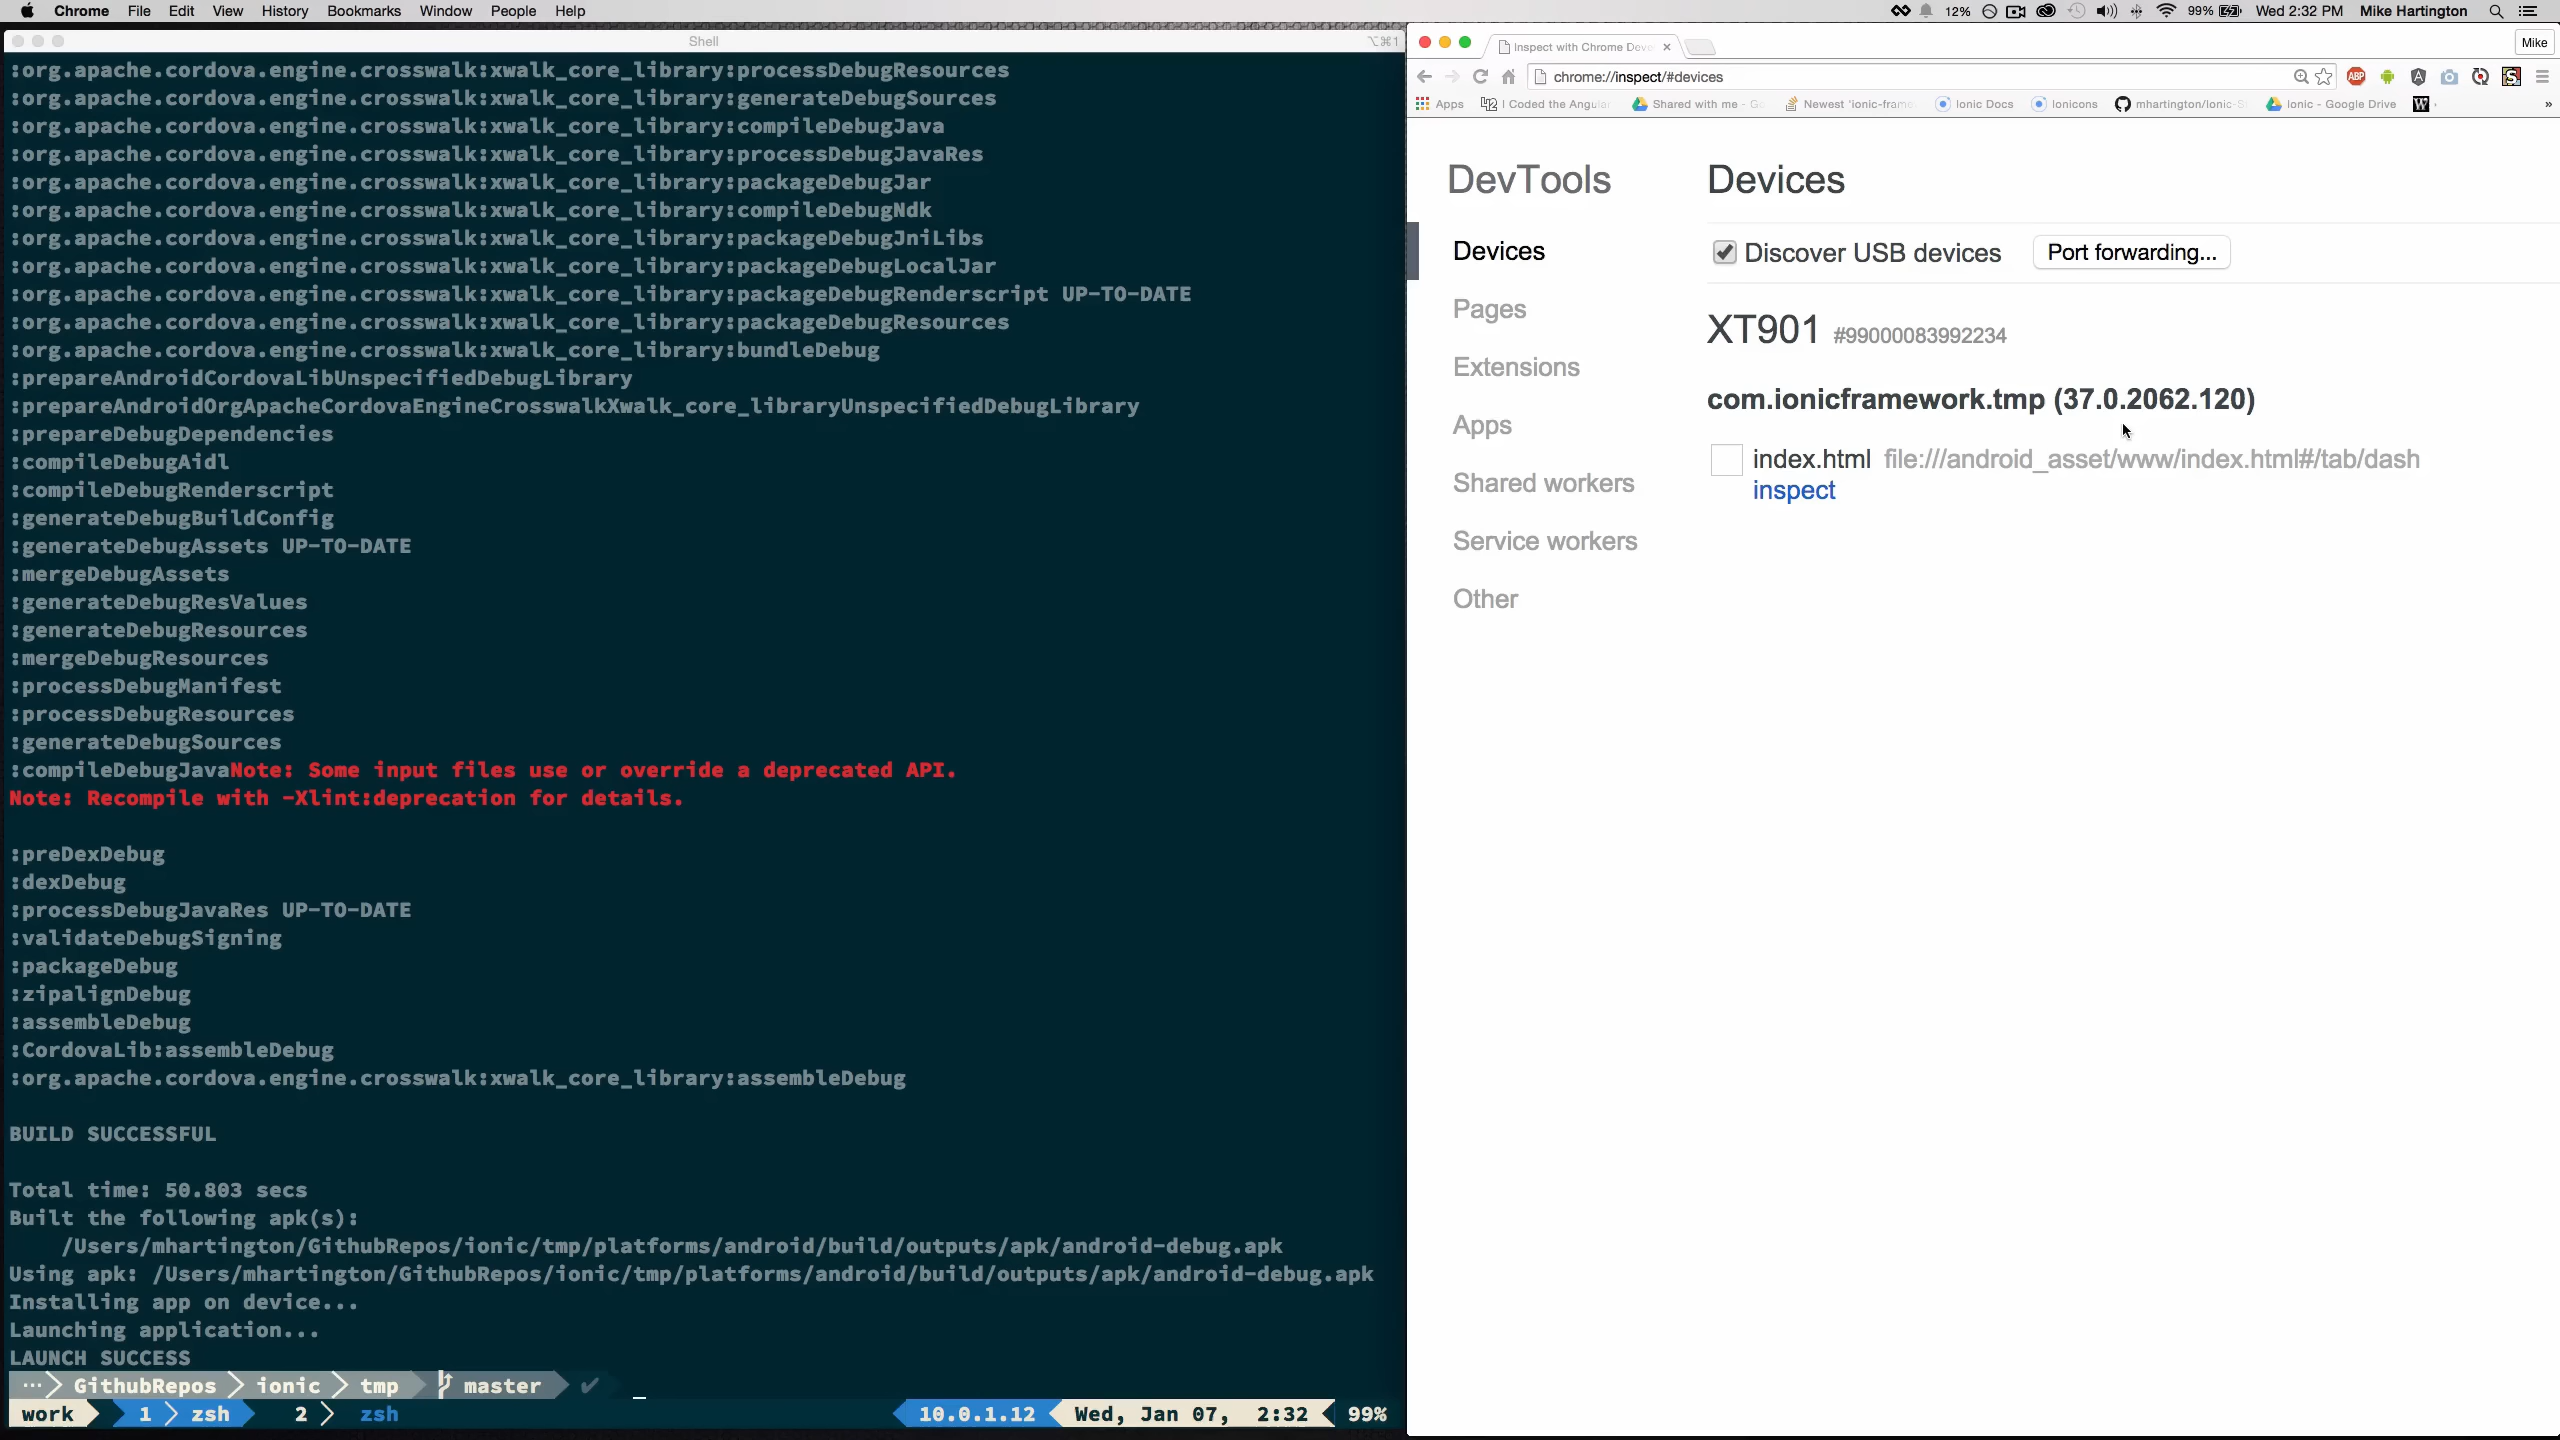 Chrome File Edit View History Bookmarks Window People Help
12% 99% Wed 2:32 PM Mike Hartington
Shell ⌥⌘1
:org.apache.cordova.engine.crosswalk:xwalk_core_library:processDebugResources
:org.apache.cordova.engine.crosswalk:xwalk_core_library:generateDebugSources
:org.apache.cordova.engine.crosswalk:xwalk_core_library:compileDebugJava
:org.apache.cordova.engine.crosswalk:xwalk_core_library:processDebugJavaRes
:org.apache.cordova.engine.crosswalk:xwalk_core_library:packageDebugJar
:org.apache.cordova.engine.crosswalk:xwalk_core_library:compileDebugNdk
:org.apache.cordova.engine.crosswalk:xwalk_core_library:packageDebugJniLibs
:org.apache.cordova.engine.crosswalk:xwalk_core_library:packageDebugLocalJar
:org.apache.cordova.engine.crosswalk:xwalk_core_library:packageDebugRenderscript UP-TO-DATE
:org.apache.cordova.engine.crosswalk:xwalk_core_library:packageDebugResources
:org.apache.cordova.engine.crosswalk:xwalk_core_library:bundleDebug
:prepareAndroidCordovaLibUnspecifiedDebugLibrary
:prepareAndroidOrgApacheCordovaEngineCrosswalkXwalk_core_libraryUnspecifiedDebugLibrary
:prepareDebugDependencies
:compileDebugAidl
:compileDebugRenderscript
:generateDebugBuildConfig
:generateDebugAssets UP-TO-DATE
:mergeDebugAssets
:generateDebugResValues
:generateDebugResources
:mergeDebugResources
:processDebugManifest
:processDebugResources
:generateDebugSources
:compileDebugJavaNote: Some input files use or override a deprecated API.
Note: Recompile with -Xlint:deprecation for details.
:preDexDebug
:dexDebug
:processDebugJavaRes UP-TO-DATE
:validateDebugSigning
:packageDebug
:zipalignDebug
:assembleDebug
:CordovaLib:assembleDebug
:org.apache.cordova.engine.crosswalk:xwalk_core_library:assembleDebug
BUILD SUCCESSFUL
Total time: 50.803 secs
Built the following apk(s):
/Users/mhartington/GithubRepos/ionic/tmp/platforms/android/build/outputs/apk/android-debug.apk
Using apk: /Users/mhartington/GithubRepos/ionic/tmp/platforms/android/build/outputs/apk/android-debug.apk
Installing app on device...
Launching application...
LAUNCH SUCCESS
··· GithubRepos ionic tmp master
work 1 zsh 2 zsh 10.0.1.12 Wed, Jan 07, 2:32 99%
Inspect with Chrome Dev
Mike
chrome://inspect/#devices
ABP
Apps I Coded the Angula Shared with me - G Newest 'ionic-frame Ionic Docs Ionicons mhartington/Ionic-S Ionic - Google Drive W »
DevTools
Devices
Pages
Extensions
Apps
Shared workers
Service workers
Other
Devices
Discover USB devices Port forwarding...
XT901 #99000083992234
com.ionicframework.tmp (37.0.2062.120)
index.html file:///android_asset/www/index.html#/tab/dash
inspect